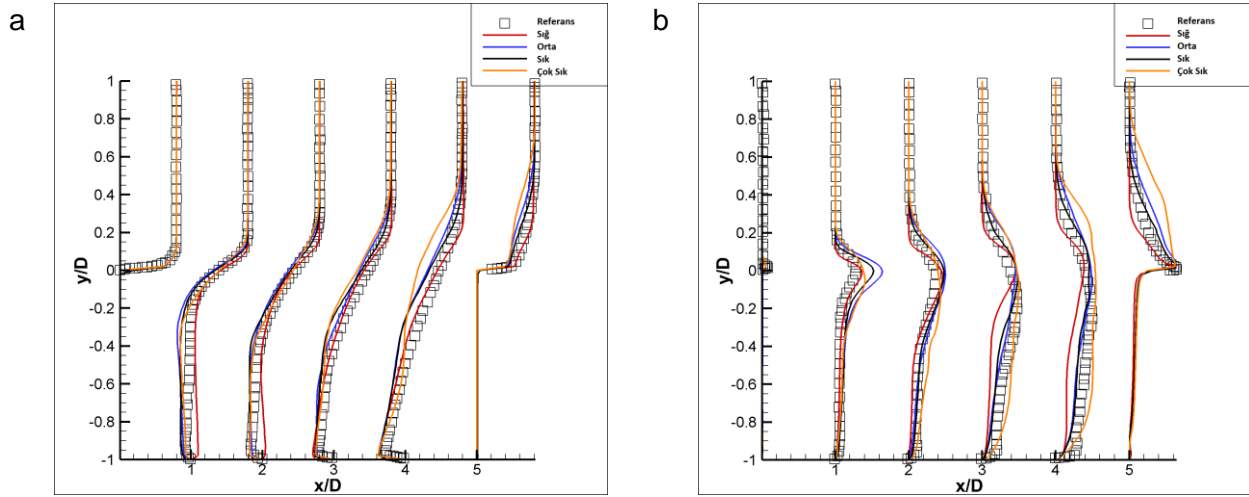 a
Referans
Sığ
Orta
Sık
Çok Sık
1
0.8
0.6
0.4
0.2
0
-0.2
-0.4
-0.6
-0.8
-1
y/D
1 2 3 4 5
x/D
b
Referans
Sığ
Orta
Sık
Çok Sık
1
0.8
0.6
0.4
0.2
0
-0.2
-0.4
-0.6
-0.8
-1
y/D
1 2 3 4 5
x/D